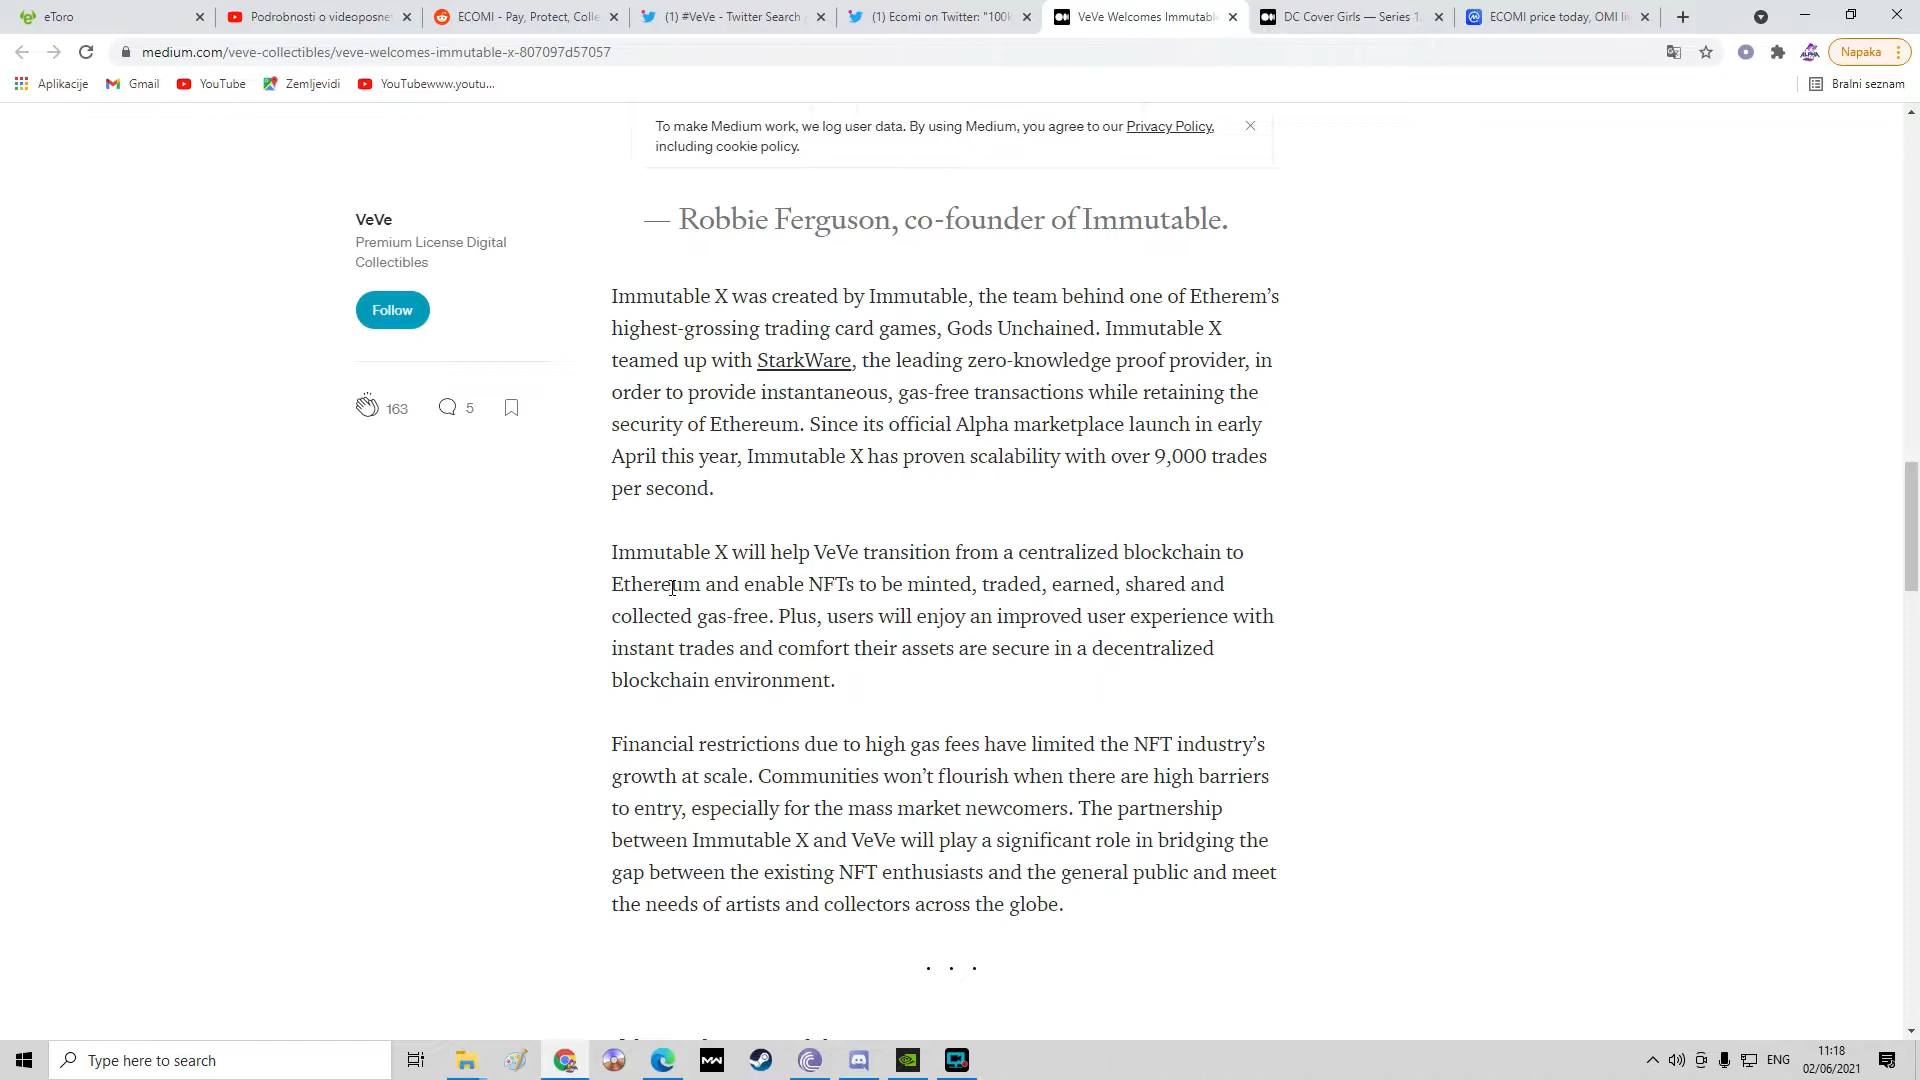 eToro
Podrobnosti o videoposne
ECOMI - Pay, Protect, Colle
(1) #VeVe - Twitter Search
(1) Ecomi on Twitter: "100k
VeVe Welcomes Immutable
DC Cover Girls — Series 1
ECOMI price today, OMI li
medium.com/veve-collectibles/veve-welcomes-immutable-x-807097d57057
Napaka
Aplikacije
Gmail
YouTube
Zemljevidi
YouTubewww.youtu...
Bralni seznam
To make Medium work, we log user data. By using Medium, you agree to our Privacy Policy,
including cookie policy.
— Robbie Ferguson, co-founder of Immutable.
VeVe
Premium License Digital
Collectibles
Follow
163
5
Immutable X was created by Immutable, the team behind one of Etherem’s
highest-grossing trading card games, Gods Unchained. Immutable X
teamed up with StarkWare, the leading zero-knowledge proof provider, in
order to provide instantaneous, gas-free transactions while retaining the
security of Ethereum. Since its official Alpha marketplace launch in early
April this year, Immutable X has proven scalability with over 9,000 trades
per second.
Immutable X will help VeVe transition from a centralized blockchain to
Ethereum and enable NFTs to be minted, traded, earned, shared and
collected gas-free. Plus, users will enjoy an improved user experience with
instant trades and comfort their assets are secure in a decentralized
blockchain environment.
Financial restrictions due to high gas fees have limited the NFT industry’s
growth at scale. Communities won’t flourish when there are high barriers
to entry, especially for the mass market newcomers. The partnership
between Immutable X and VeVe will play a significant role in bridging the
gap between the existing NFT enthusiasts and the general public and meet
the needs of artists and collectors across the globe.
. . .
Type here to search
ENG
11:18
02/06/2021